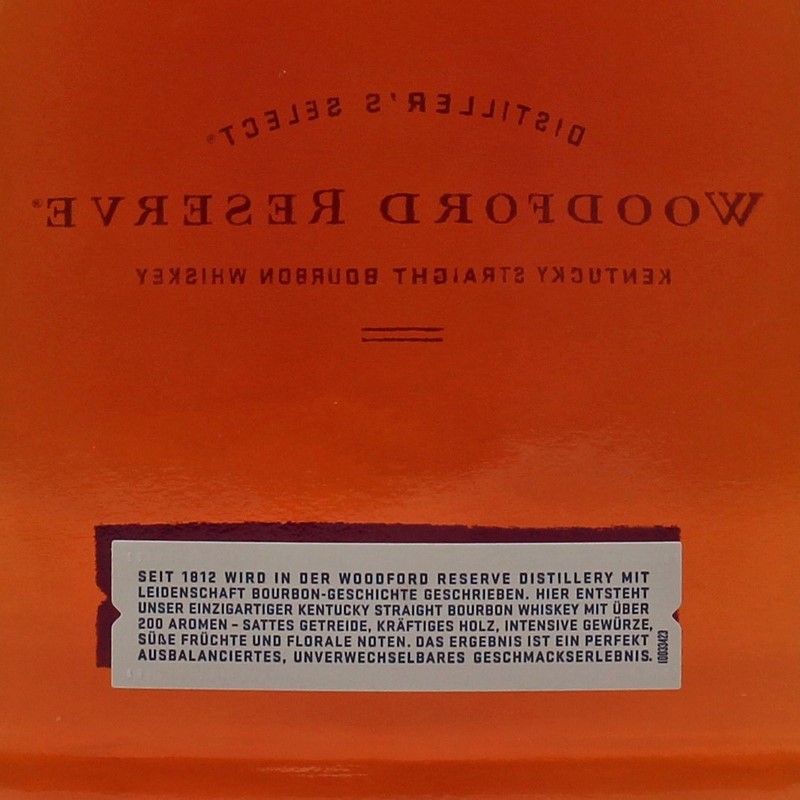 DISTILLER'S SELECT®
WOODFORD RESERVE®
KENTUCKY STRAIGHT BOURBON WHISKEY
SEIT 1812 WIRD IN DER WOODFORD RESERVE DISTILLERY MIT
LEIDENSCHAFT BOURBON-GESCHICHTE GESCHRIEBEN. HIER ENTSTEHT
UNSER EINZIGARTIGER KENTUCKY STRAIGHT BOURBON WHISKEY MIT ÜBER
200 AROMEN – SATTES GETREIDE, KRÄFTIGES HOLZ, INTENSIVE GEWÜRZE,
SÜßE FRÜCHTE UND FLORALE NOTEN. DAS ERGEBNIS IST EIN PERFEKT
AUSBALANCIERTES, UNVERWECHSELBARES GESCHMACKSERLEBNIS.
10033423